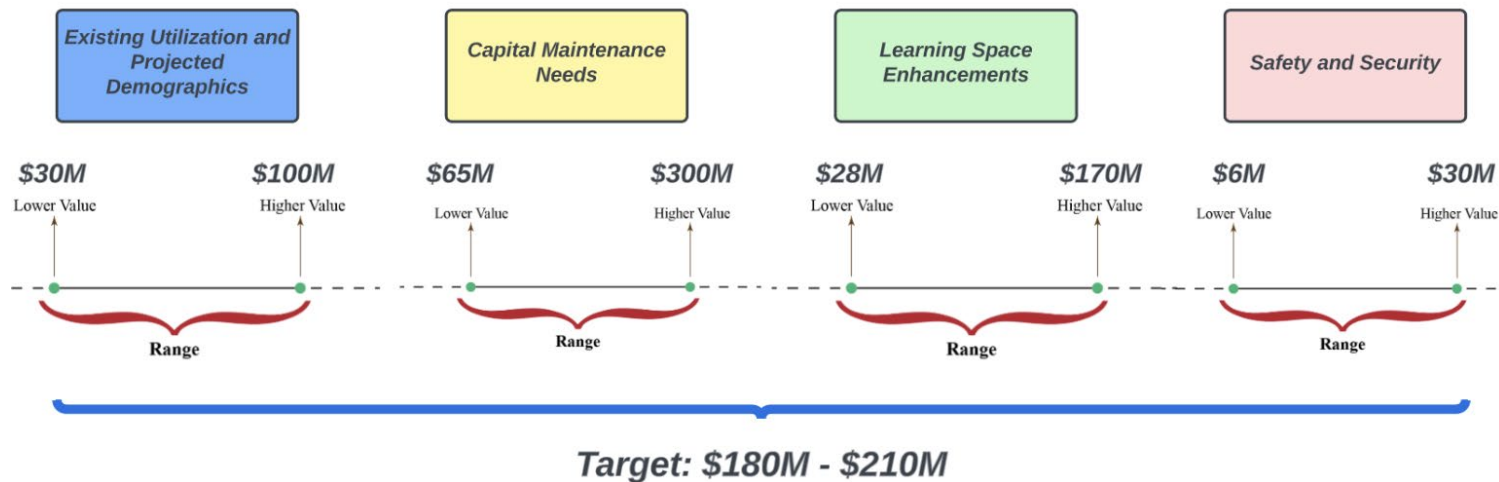 Existing Utilization and
Projected
Demographics
Capital Maintenance
Needs
Learning Space
Enhancements
Safety and Security
$30M
$100M
$65M
$300M
$28M
$170M
$6M
$30M
Lower Value
Higher Value
Lower Value
Higher Value
Lower Value
Higher Value
Lower Value
Higher Value
Range
Range
Range
Range
Target: $180M - $210M